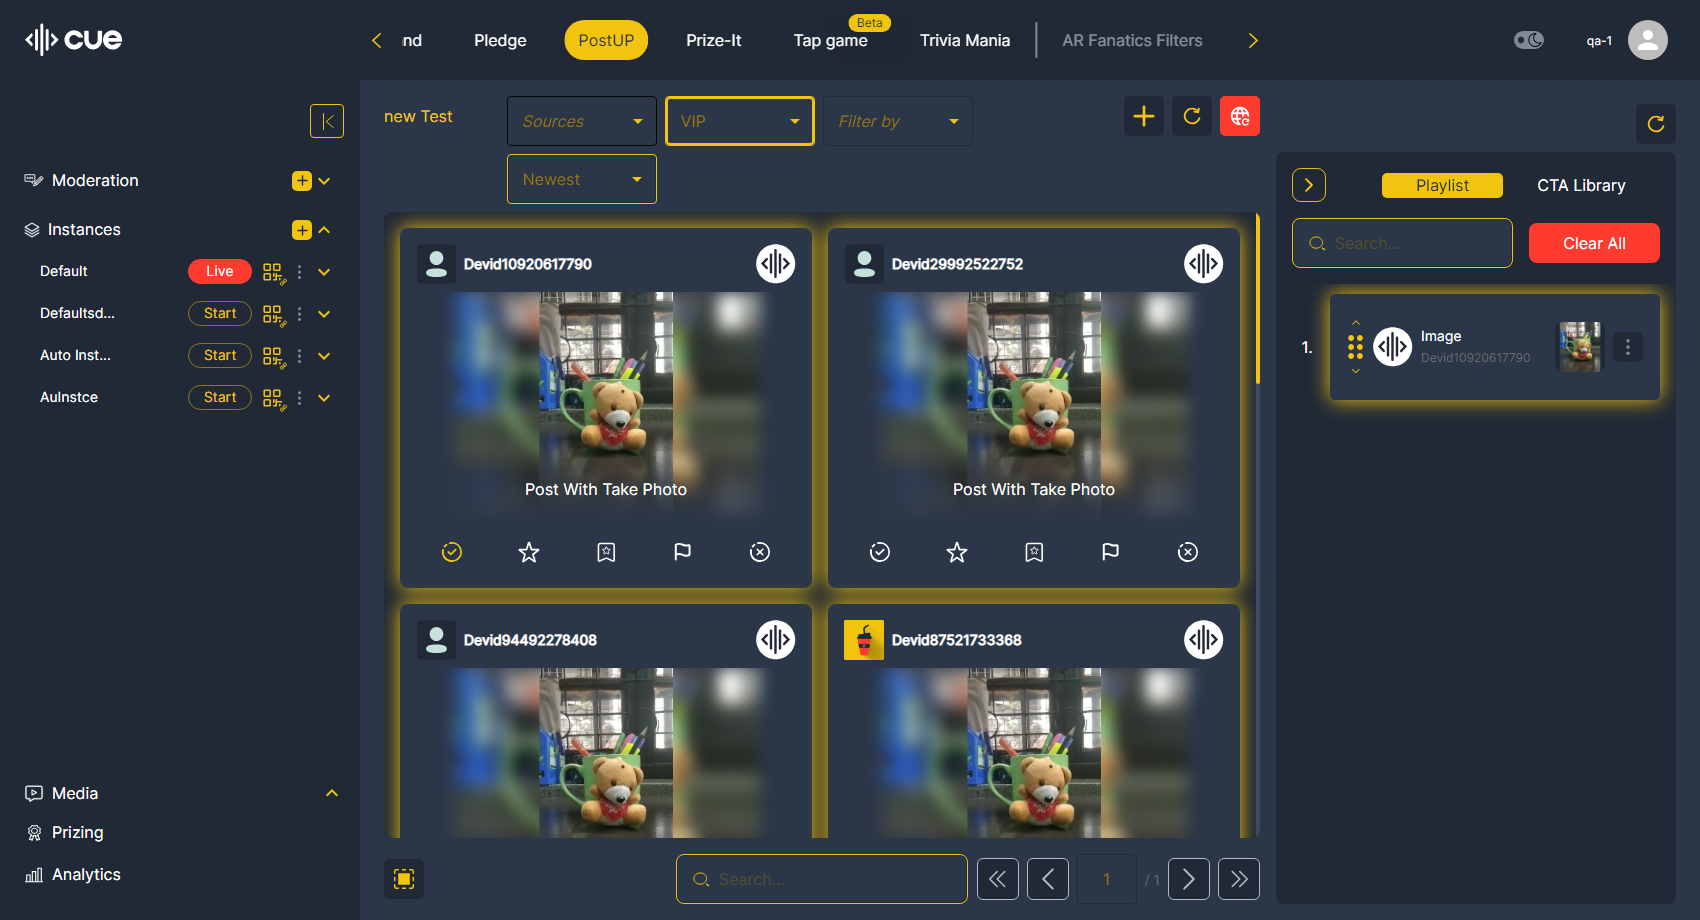 cue
nd
Pledge
PostUP
Prize-It
Tap game
Beta
Trivia Mania
AR Fanatics Filters
qa-1
Moderation
Instances
Default
Live
Defaultsd...
Start
Auto Inst...
Start
AuInstce
Start
Media
Prizing
Analytics
new Test
Sources
VIP
Filter by
Newest
Devid10920617790
Post With Take Photo
Devid29992522752
Post With Take Photo
Devid94492278408
Devid87521733368
Search...
1
/ 1
Playlist
CTA Library
Search...
Clear All
1.
Image
Devid10920617790